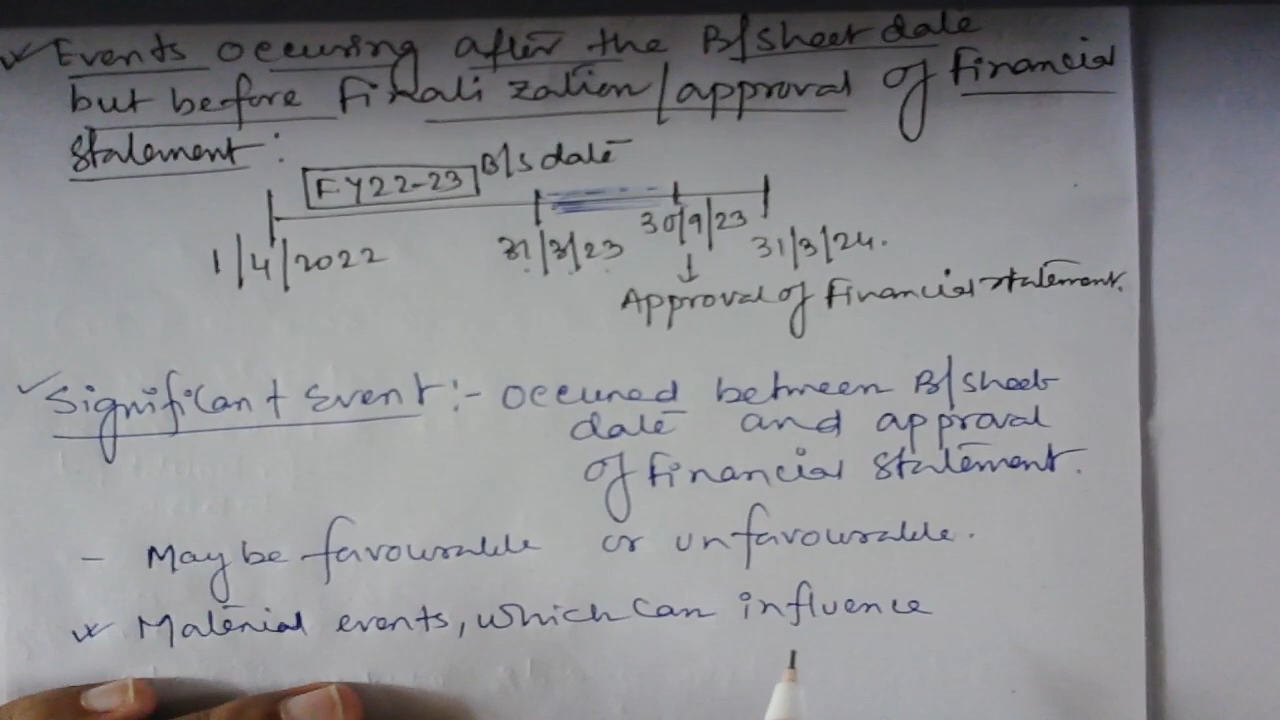 Events occuring after the B/sheet date
but before finalization/approval of financial
statement:
FY22-23 B/s date
1/4/2022 31/3/23 30/9/23 31/3/24.
↓
Approval of financial statement.
Significant Event:- occured between B/sheet
date and approval
of financial statement.
- May be favourable or unfavourable.
Material events, which can influence